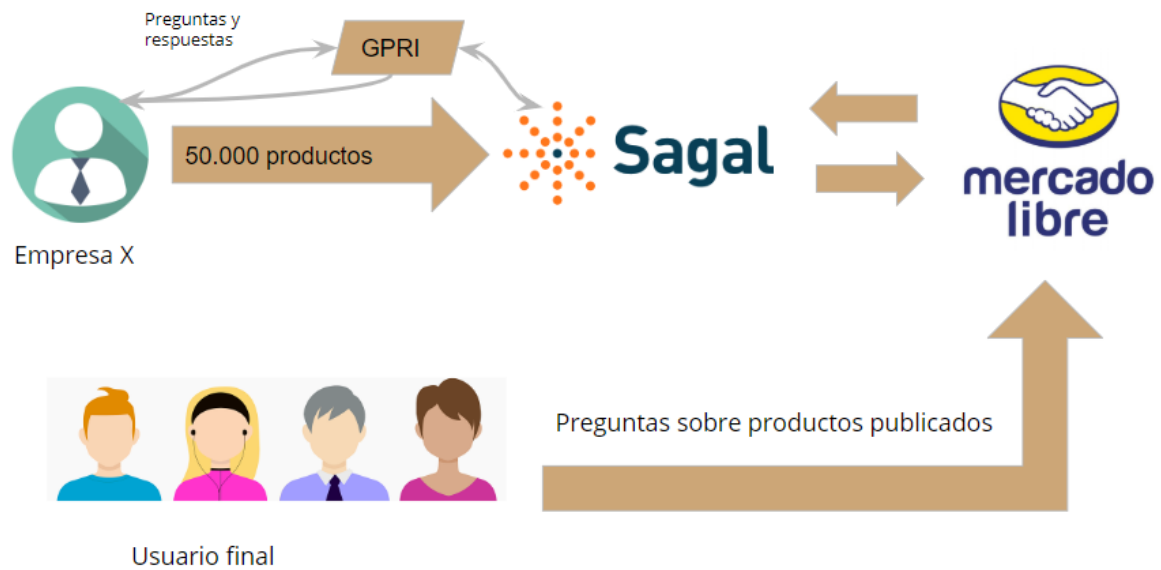 Preguntas y
respuestas
GPRI
50.000 productos
Sagal
mercado
libre
Empresa X
Preguntas sobre productos publicados
Usuario final